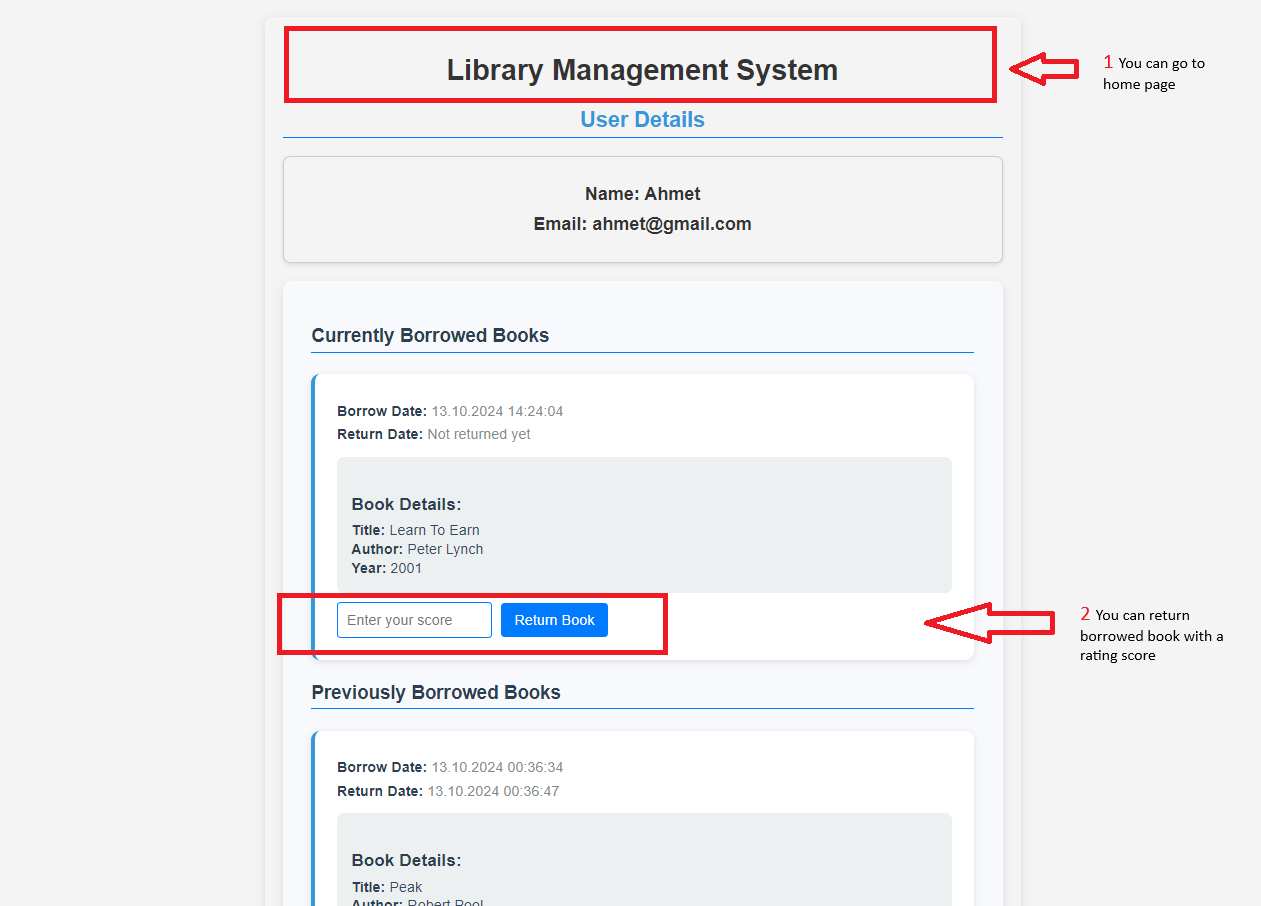 Library Management System
1 You can go to
home page
User Details
Name: Ahmet
Email: ahmet@gmail.com
Currently Borrowed Books
Borrow Date: 13.10.2024 14:24:04
Return Date: Not returned yet
Book Details:
Title: Learn To Earn
Author: Peter Lynch
Year: 2001
Enter your score
Return Book
2 You can return
borrowed book with a
rating score
Previously Borrowed Books
Borrow Date: 13.10.2024 00:36:34
Return Date: 13.10.2024 00:36:47
Book Details:
Title: Peak
Author: Robert Pool